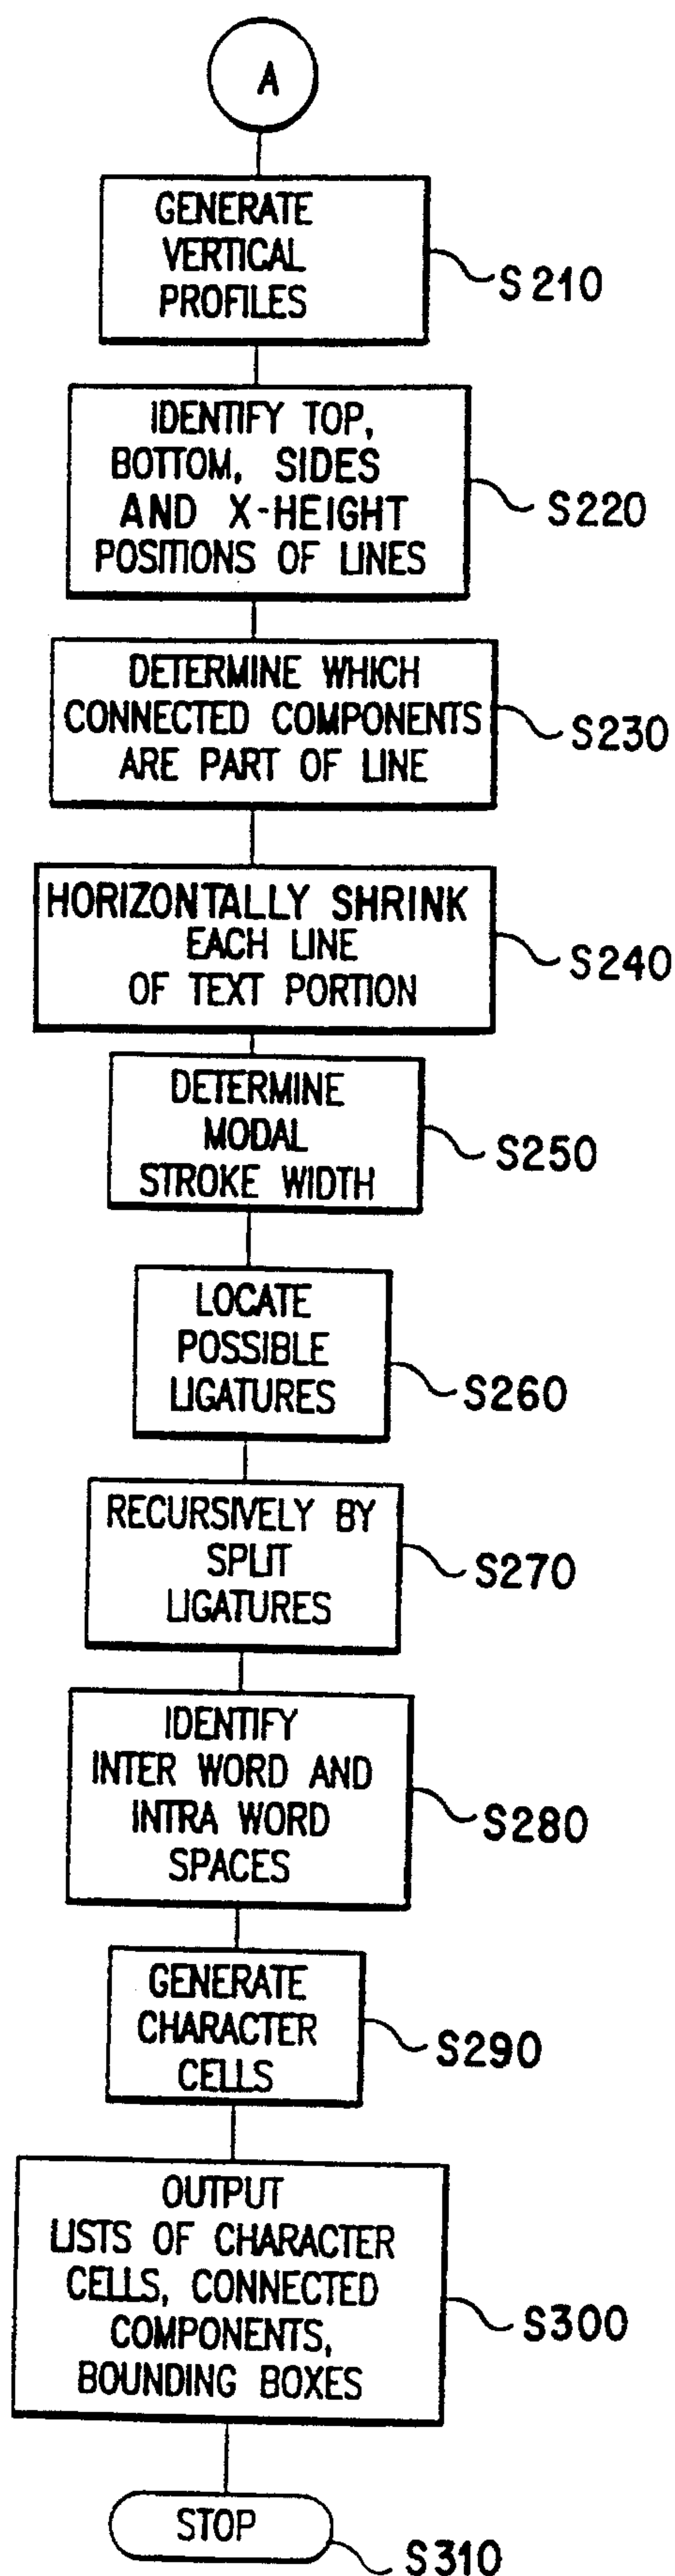 A
GENERATE
VERTICAL
PROFILES
S210
IDENTIFY TOP,
BOTTOM, SIDES
AND X-HEIGHT
POSITIONS OF LINES
S220
DETERMINE WHICH
CONNECTED COMPONENTS
ARE PART OF LINE
S230
HORIZONTALLY SHRINK
EACH LINE
OF TEXT PORTION
S240
DETERMINE
MODAL
STROKE WIDTH
S250
LOCATE
POSSIBLE
LIGATURES
S260
RECURSIVELY BY
SPLIT
LIGATURES
S270
IDENTIFY
INTER WORD AND
INTRA WORD
SPACES
S280
GENERATE
CHARACTER
CELLS
S290
OUTPUT
LISTS OF CHARACTER
CELLS, CONNECTED
COMPONENTS,
BOUNDING BOXES
S300
STOP
S310